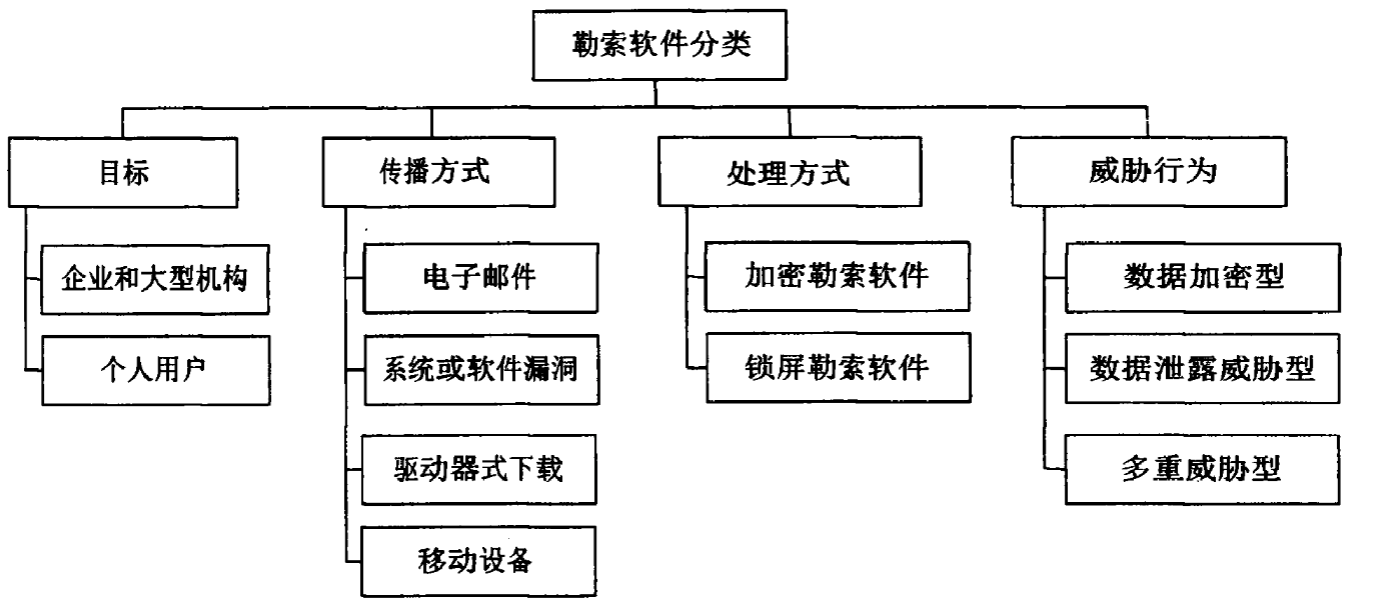 勒索软件分类
目标
传播方式
处理方式
威胁行为
企业和大型机构
个人用户
电子邮件
系统或软件漏洞
驱动器式下载
移动设备
加密勒索软件
锁屏勒索软件
数据加密型
数据泄露威胁型
多重威胁型